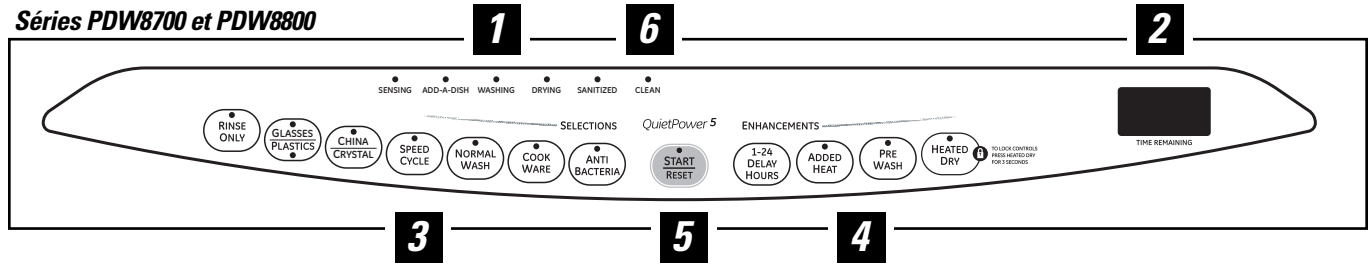 Séries PDW8700 et PDW8800
1
6
2
SENSING ADD-A-DISH WASHING DRYING SANITIZED CLEAN
SELECTIONS
QuietPower 5
ENHANCEMENTS
RINSE
ONLY
GLASSES
PLASTICS
CHINA
CRYSTAL
SPEED
CYCLE
NORMAL
WASH
COOK
WARE
ANTI
BACTERIA
START
RESET
1-24
DELAY
HOURS
ADDED
HEAT
PRE
WASH
HEATED
DRY
TO LOCK CONTROLS
PRESS HEATED DRY
FOR 3 SECONDS
TIME REMAINING
3
5
4